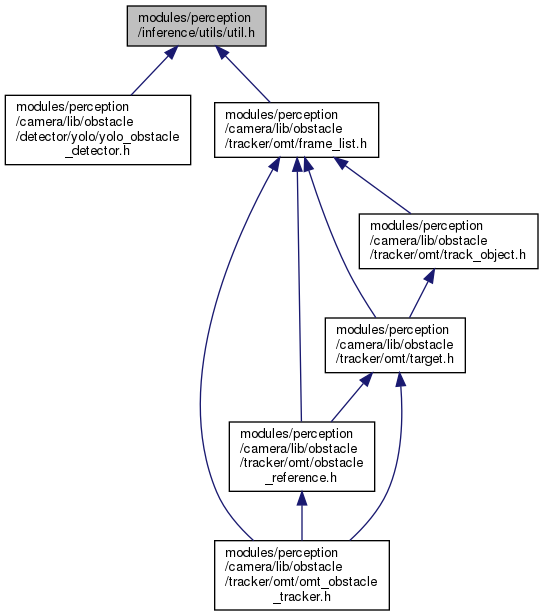 modules/perception
/inference/utils/util.h
modules/perception
/camera/lib/obstacle
/detector/yolo/yolo_obstacle
_detector.h
modules/perception
/camera/lib/obstacle
/tracker/omt/frame_list.h
modules/perception
/camera/lib/obstacle
/tracker/omt/track_object.h
modules/perception
/camera/lib/obstacle
/tracker/omt/target.h
modules/perception
/camera/lib/obstacle
/tracker/omt/obstacle
_reference.h
modules/perception
/camera/lib/obstacle
/tracker/omt/omt_obstacle
_tracker.h